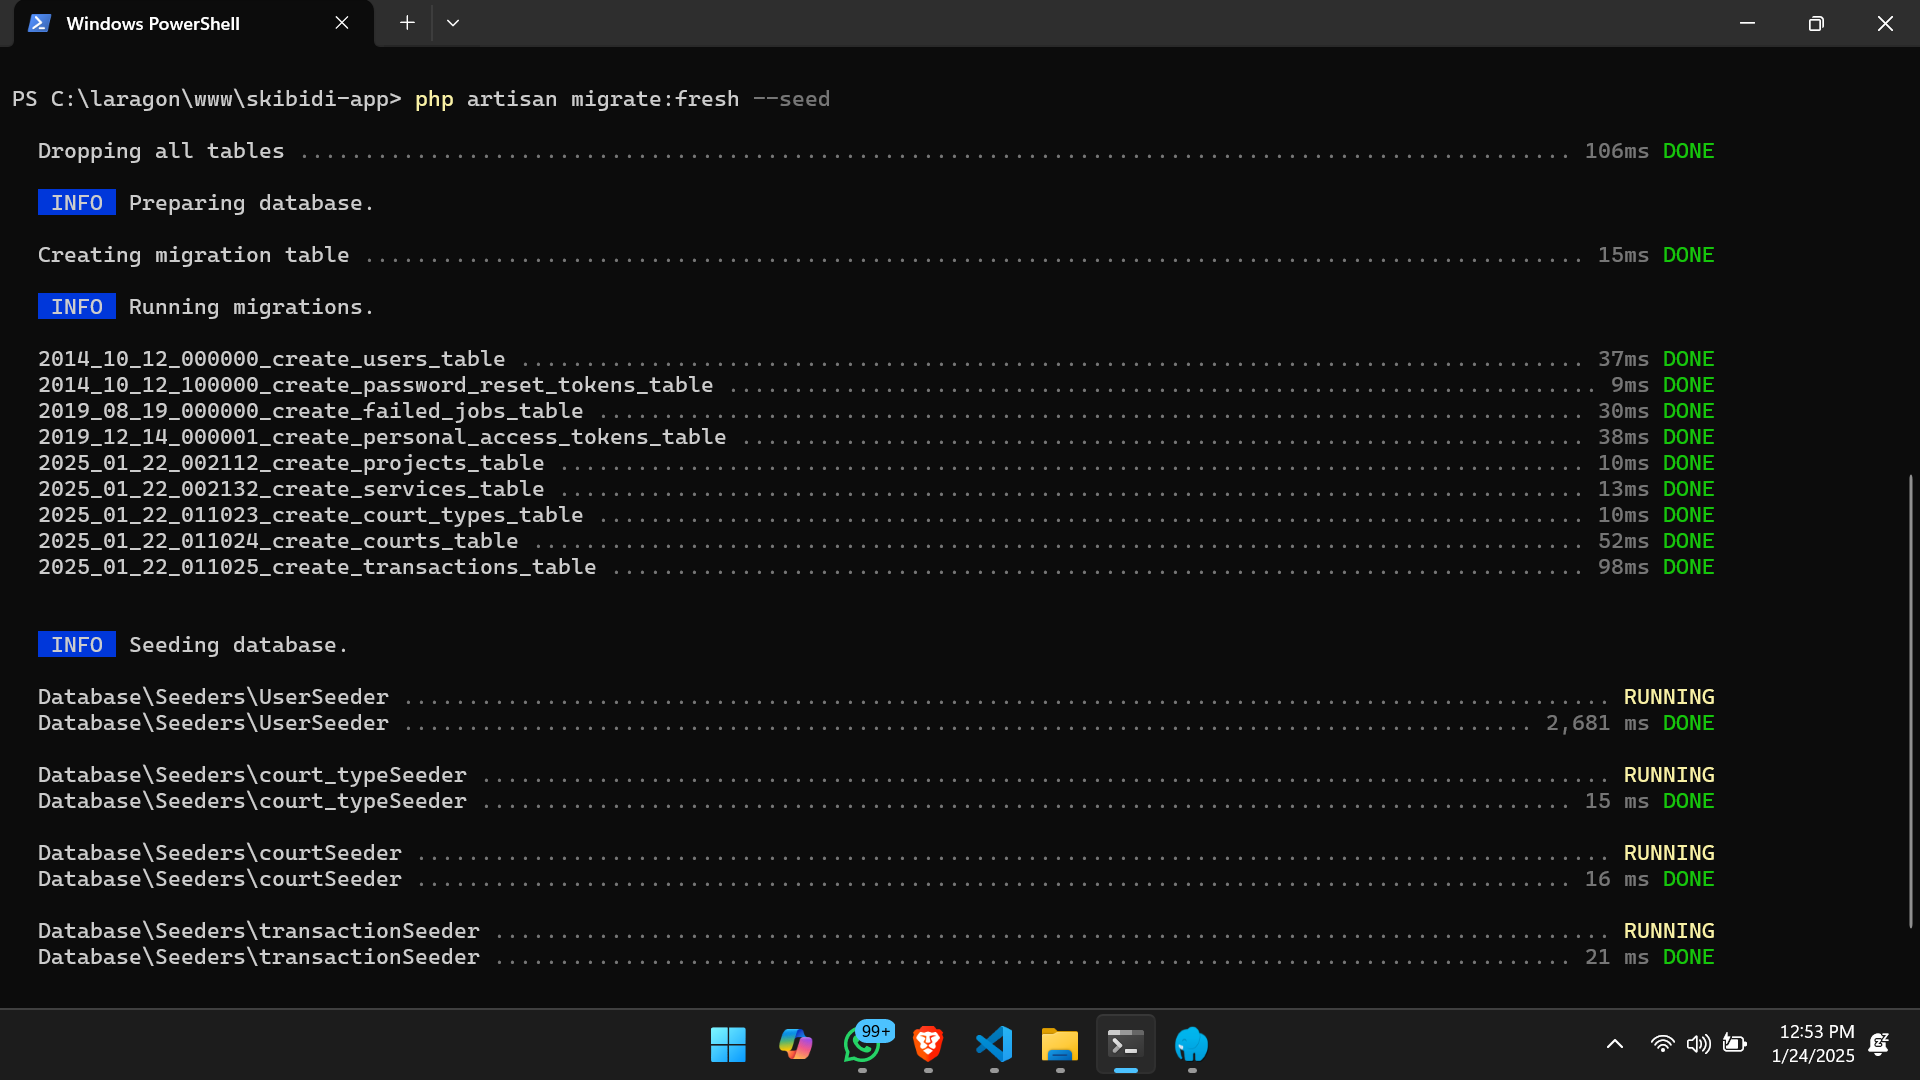 Windows PowerShell
PS C:\laragon\www\skibidi-app> php artisan migrate:fresh --seed
Dropping all tables ........................................................................................ 106ms DONE
INFO Preparing database.
Creating migration table ........................................................................................ 15ms DONE
INFO Running migrations.
2014_10_12_000000_create_users_table ........................................................................................ 37ms DONE
2014_10_12_100000_create_password_reset_tokens_table ................................................................... 9ms DONE
2019_08_19_000000_create_failed_jobs_table ............................................................................ 30ms DONE
2019_12_14_000001_create_personal_access_tokens_table ................................................................. 38ms DONE
2025_01_22_002112_create_projects_table ............................................................................... 10ms DONE
2025_01_22_002132_create_services_table ............................................................................... 13ms DONE
2025_01_22_011023_create_court_types_table ............................................................................ 10ms DONE
2025_01_22_011024_create_courts_table ................................................................................. 52ms DONE
2025_01_22_011025_create_transactions_table ........................................................................... 98ms DONE
INFO Seeding database.
Database\Seeders\UserSeeder ............................................................................................. RUNNING
Database\Seeders\UserSeeder ....................................................................................... 2,681 ms DONE
Database\Seeders\court_typeSeeder ....................................................................................... RUNNING
Database\Seeders\court_typeSeeder .................................................................................... 15 ms DONE
Database\Seeders\courtSeeder ............................................................................................ RUNNING
Database\Seeders\courtSeeder ......................................................................................... 16 ms DONE
Database\Seeders\transactionSeeder ...................................................................................... RUNNING
Database\Seeders\transactionSeeder ................................................................................... 21 ms DONE
99+
12:53 PM
1/24/2025